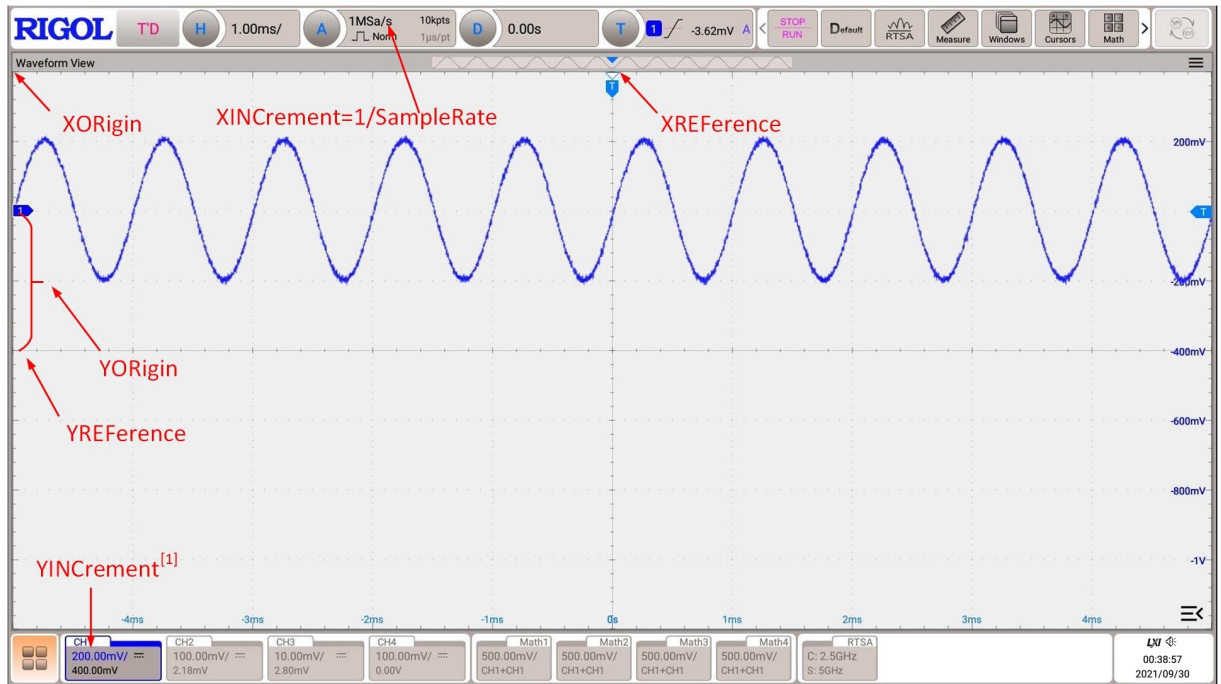 RIGOL T'D H 1.00ms/ A 1MSa/s 10kpts D 0.00s T 1 -3.62mV A < STOP RUN Default RTSA Measure Windows Cursors Math >
Norm 1μs/pt
Waveform View
T
XORigin XINCrement=1/SampleRate XREFerence
200mV
1 T
-200mV
-400mV
YORigin
YREFerence
-600mV
-800mV
YINCrement[1]
-1V
-4ms -3ms -2ms -1ms 0s 1ms 2ms 3ms 4ms
CH1 CH2 CH3 CH4 Math1 Math2 Math3 Math4 RTSA LXI
200.00mV/ 100.00mV/ 10.00mV/ 100.00mV/ 500.00mV/ 500.00mV/ 500.00mV/ 500.00mV/ C: 2.5GHz 00:38:57
400.00mV 2.18mV 2.80mV 0.00V CH1+CH1 CH1+CH1 CH1+CH1 CH1+CH1 S: 5GHz 2021/09/30